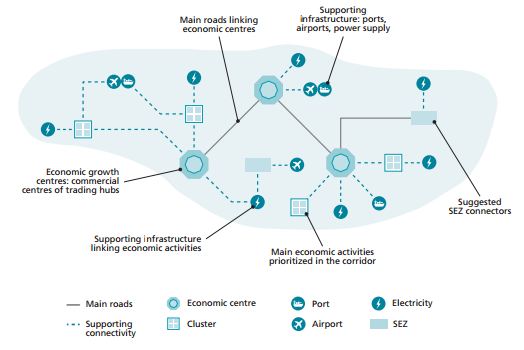 Supporting
infrastructure: ports,
airports, power supply
Main roads linking
economic centres
Economic growth
centres: commercial
centres of trading hubs
Suggested
SEZ connectors
Supporting infrastructure
linking economic activities
Main economic activities
prioritized in the corridor
Main roads
Economic centre
Port
Electricity
Supporting
connectivity
Cluster
Airport
SEZ